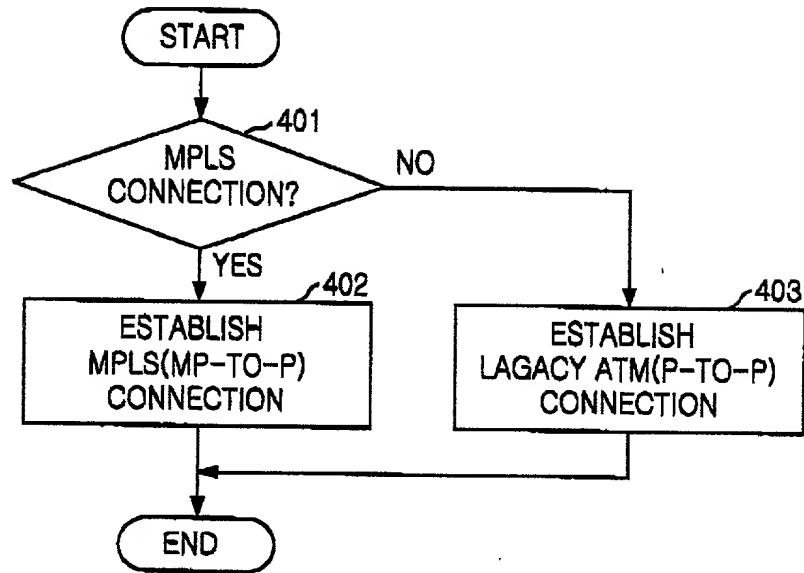 START
401
MPLS
CONNECTION?
NO
YES
402
ESTABLISH
MPLS(MP-TO-P)
CONNECTION
403
ESTABLISH
LAGACY ATM(P-TO-P)
CONNECTION
END